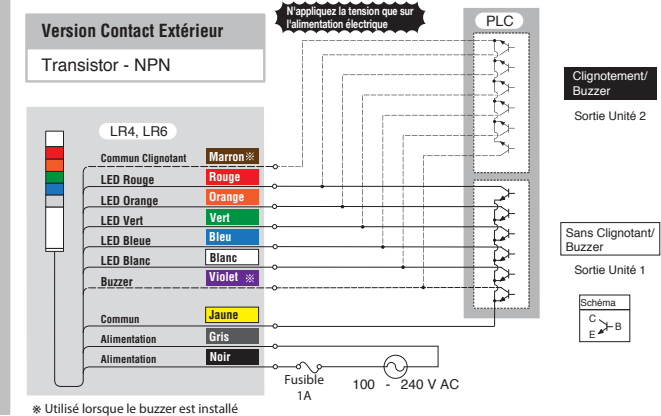 Version Contact Extérieur
Transistor - NPN
N'appliquez la tension que sur
l'alimentation électrique
PLC
Clignotement/
Buzzer
Sortie Unité 2
LR4, LR6
Commun Clignotant Marron※
LED Rouge Rouge
LED Orange Orange
LED Vert Vert
LED Bleue Bleu
LED Blanc Blanc
Buzzer Violet ※
Commun Jaune
Alimentation Gris
Alimentation Noir
Sans Clignotant/
Buzzer
Sortie Unité 1
Schéma
C
B
E
Fusible
1A
100 - 240 V AC
※ Utilisé lorsque le buzzer est installé